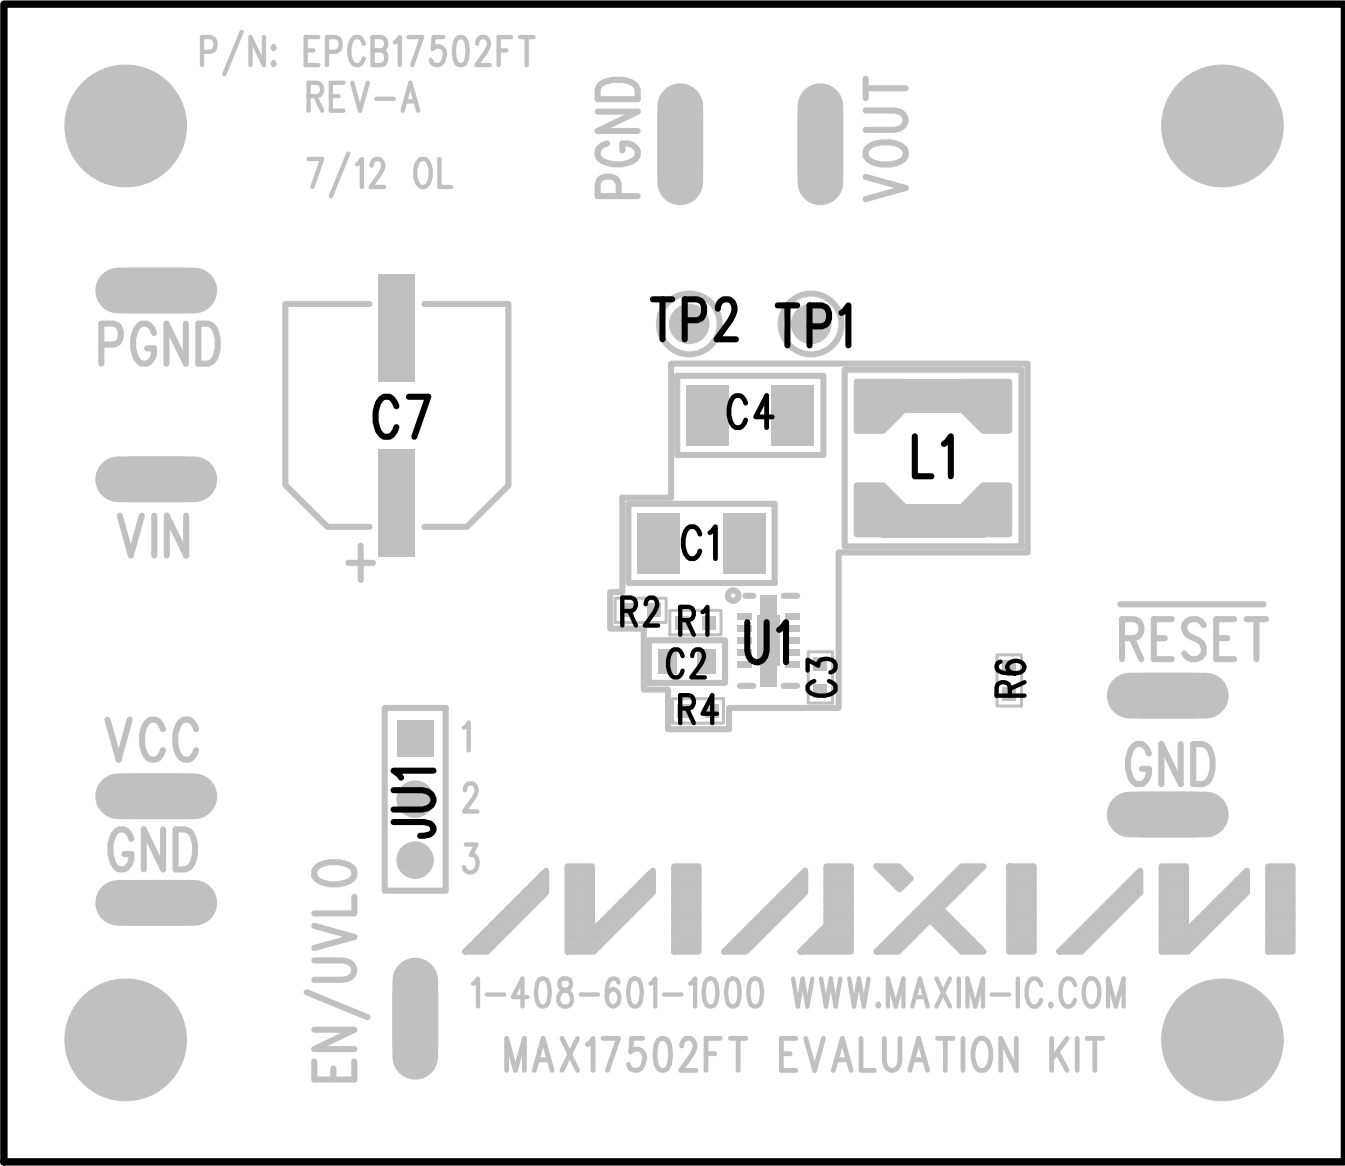 P/N: EPCB17502FT
REV-A
7/12 OL
PGND
VOUT
PGND
TP2
TP1
C7
C4
L1
VIN
C1
+
R2
R1
U1
C2
C3
R6
R4
RESET
GND
VCC
GND
JU1
1
2
3
EN/UVLO
MAXIM
1-408-601-1000 WWW.MAXIM-IC.COM
MAX17502FT EVALUATION KIT